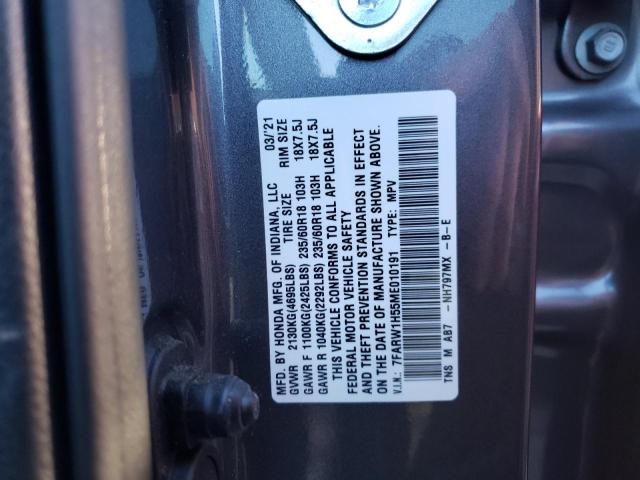 MFD. BY HONDA MFG. OF INDIANA, LLC 03/'21
GVWR 2130KG(4695LBS) TIRE SIZE RIM SIZE
GAWR F 1100KG(2425LBS) 235/60R18 103H 18X7.5J
GAWR R 1040KG(2292LBS) 235/60R18 103H 18X7.5J
THIS VEHICLE CONFORMS TO ALL APPLICABLE
FEDERAL MOTOR VEHICLE SAFETY
AND THEFT PREVENTION STANDARDS IN EFFECT
ON THE DATE OF MANUFACTURE SHOWN ABOVE.
V.I.N.: 7FARW1H55ME010191 TYPE: MPV
TNS M AB7 -NH797MX -B-E